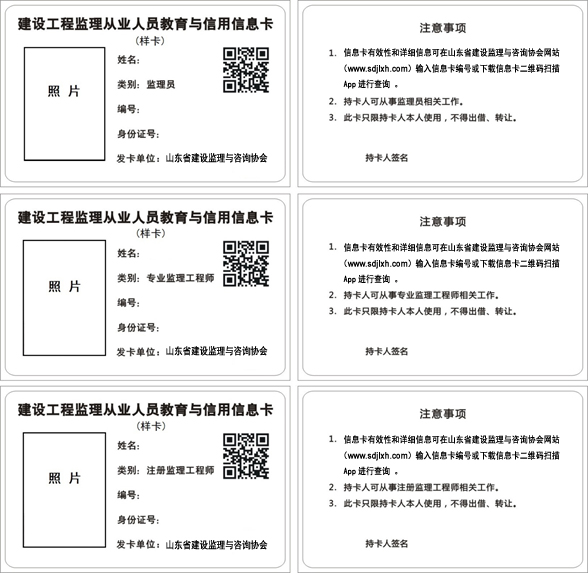 建设工程监理从业人员教育与信用信息卡
(样卡)
照 片
姓名:
类别: 监理员
编号:
身份证号:
发卡单位: 山东省建设监理与咨询协会
注意事项
1. 信息卡有效性和详细信息可在山东省建设监理与咨询协会网站
(www.sdjlxh.com) 输入信息卡编号或下载信息卡二维码扫描
App 进行查询 。
2. 持卡人可从事监理员相关工作。
3. 此卡只限持卡人本人使用，不得出借、转让。
持卡人签名
建设工程监理从业人员教育与信用信息卡
(样卡)
照 片
姓名:
类别: 专业监理工程师
编号:
身份证号:
发卡单位: 山东省建设监理与咨询协会
注意事项
1. 信息卡有效性和详细信息可在山东省建设监理与咨询协会网站
(www.sdjlxh.com) 输入信息卡编号或下载信息卡二维码扫描
App 进行查询 。
2. 持卡人可从事专业监理工程师相关工作。
3. 此卡只限持卡人本人使用，不得出借、转让。
持卡人签名
建设工程监理从业人员教育与信用信息卡
(样卡)
照 片
姓名:
类别: 注册监理工程师
编号:
身份证号:
发卡单位: 山东省建设监理与咨询协会
注意事项
1. 信息卡有效性和详细信息可在山东省建设监理与咨询协会网站
(www.sdjlxh.com) 输入信息卡编号或下载信息卡二维码扫描
App 进行查询 。
2. 持卡人可从事注册监理工程师相关工作。
3. 此卡只限持卡人本人使用，不得出借、转让。
持卡人签名